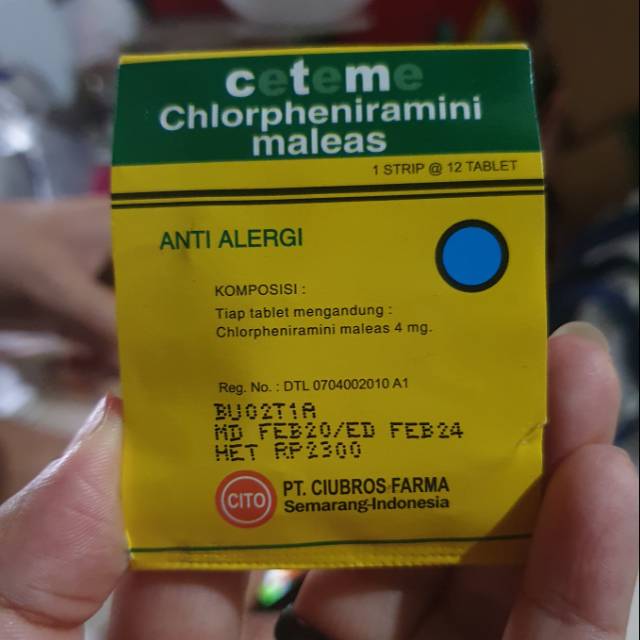 ceteme
Chlorpheniramini
maleas
1 STRIP @ 12 TABLET
ANTI ALERGI
KOMPOSISI :
Tiap tablet mengandung :
Chlorpheniramini maleas 4 mg.
Reg. No. : DTL 0704002010 A1
BU02T1A
MD FEB20/ED FEB24
HET RP2300
CITO
PT. CIUBROS FARMA
Semarang-Indonesia